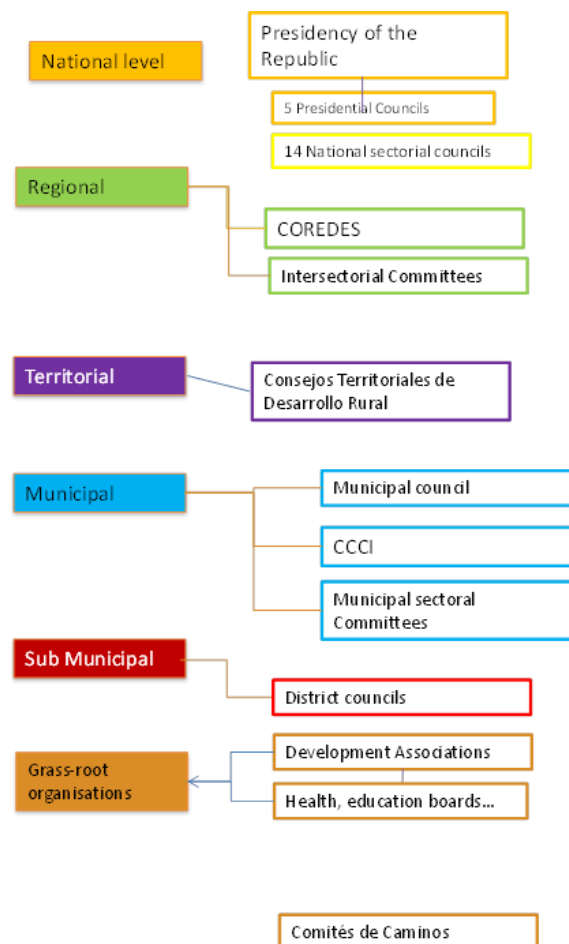 National level
Presidency of the
Republic
5 Presidential Councils
14 National sectorial councils
Regional
COREDES
Intersectorial Committees
Territorial
Consejos Territoriales de
Desarrollo Rural
Municipal
Municipal council
CCCI
Municipal sectoral
Committees
Sub Municipal
District councils
Grass-root
organisations
Development Associations
Health, education boards...
Comités de Caminos